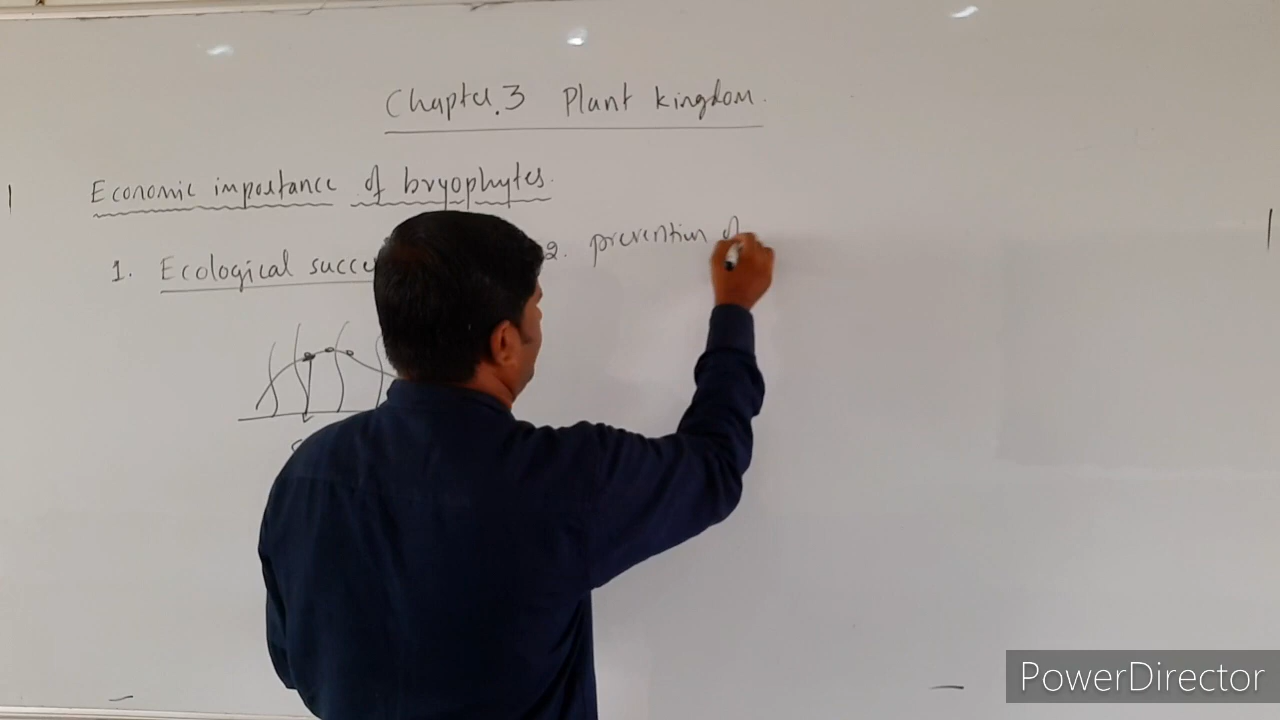 Chapter.3 Plant kingdom.
Economic importance of bryophytes.
1. Ecological succe
2. prevention of
PowerDirector